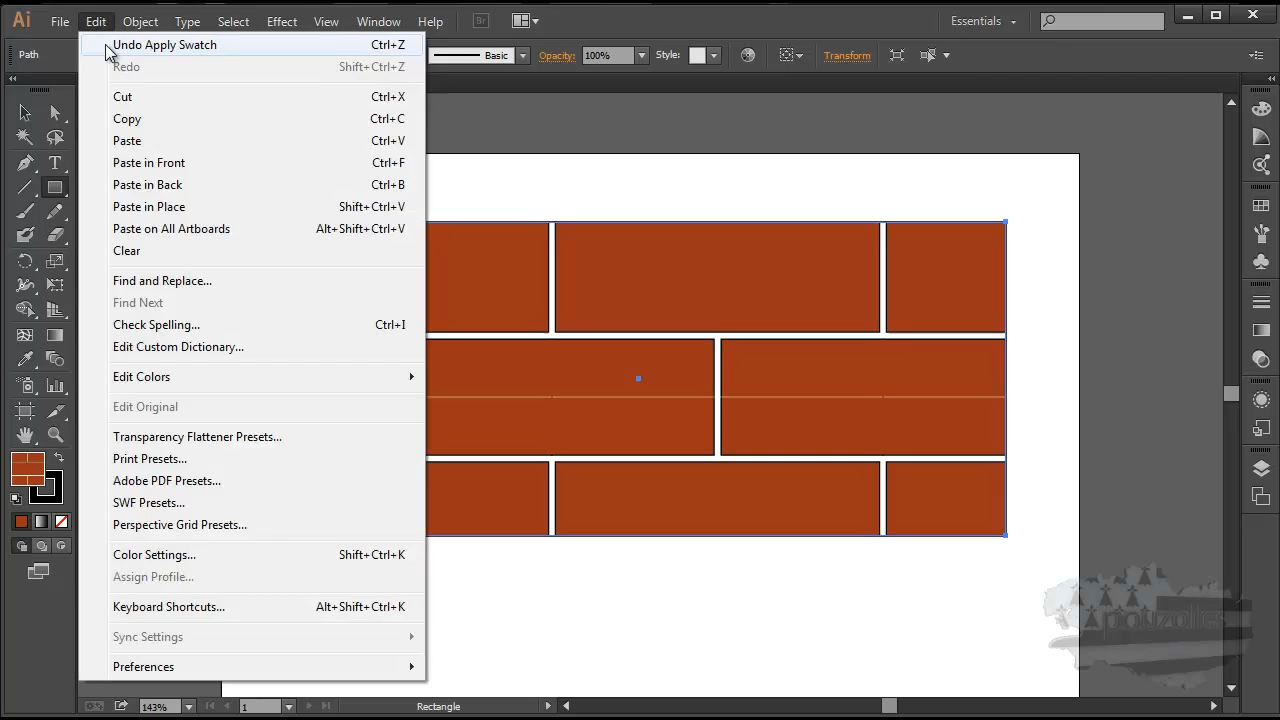 Ai File Edit Object Type Select Effect View Window Help Br Essentials
Path Basic Opacity: 100% Style: Transform
Undo Apply Swatch Ctrl+Z
Redo Shift+Ctrl+Z
Cut Ctrl+X
Copy Ctrl+C
Paste Ctrl+V
Paste in Front Ctrl+F
Paste in Back Ctrl+B
Paste in Place Shift+Ctrl+V
Paste on All Artboards Alt+Shift+Ctrl+V
Clear
Find and Replace...
Find Next
Check Spelling... Ctrl+I
Edit Custom Dictionary...
Edit Colors
Edit Original
Transparency Flattener Presets...
Print Presets...
Adobe PDF Presets...
SWF Presets...
Perspective Grid Presets...
Color Settings... Shift+Ctrl+K
Assign Profile...
Keyboard Shortcuts... Alt+Shift+Ctrl+K
Sync Settings
Preferences
143% 1 Rectangle